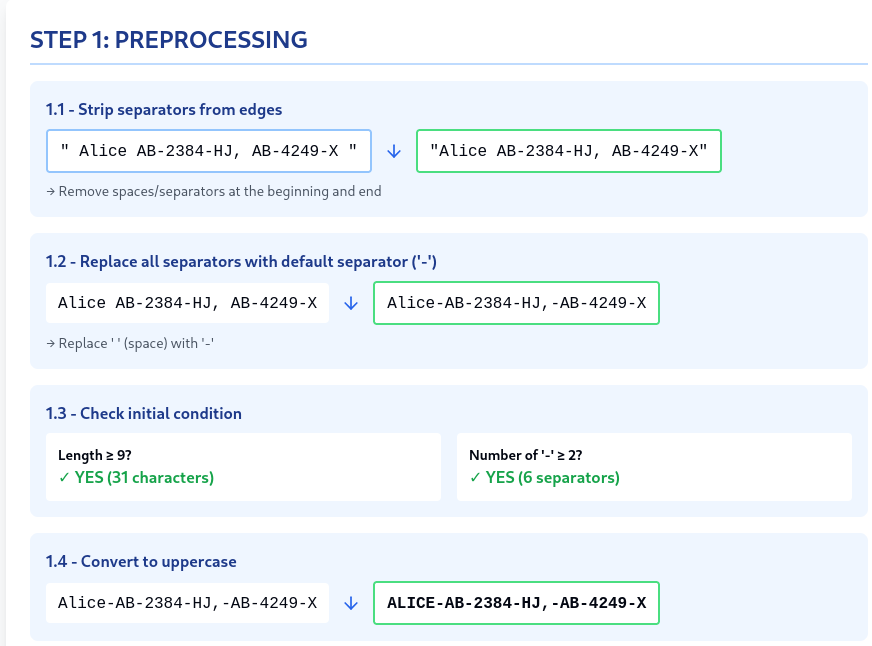 STEP 1: PREPROCESSING
1.1 - Strip separators from edges
" Alice AB-2384-HJ, AB-4249-X " ↓ "Alice AB-2384-HJ, AB-4249-X"
→ Remove spaces/separators at the beginning and end
1.2 - Replace all separators with default separator ('-')
Alice AB-2384-HJ, AB-4249-X ↓ Alice-AB-2384-HJ,-AB-4249-X
→ Replace ' ' (space) with '-'
1.3 - Check initial condition
Length ≥ 9?
✓ YES (31 characters)
Number of '-' ≥ 2?
✓ YES (6 separators)
1.4 - Convert to uppercase
Alice-AB-2384-HJ,-AB-4249-X ↓ ALICE-AB-2384-HJ,-AB-4249-X